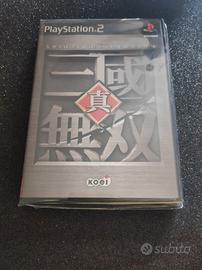 PlayStation®2
三國
真
無双
KOEI
subito